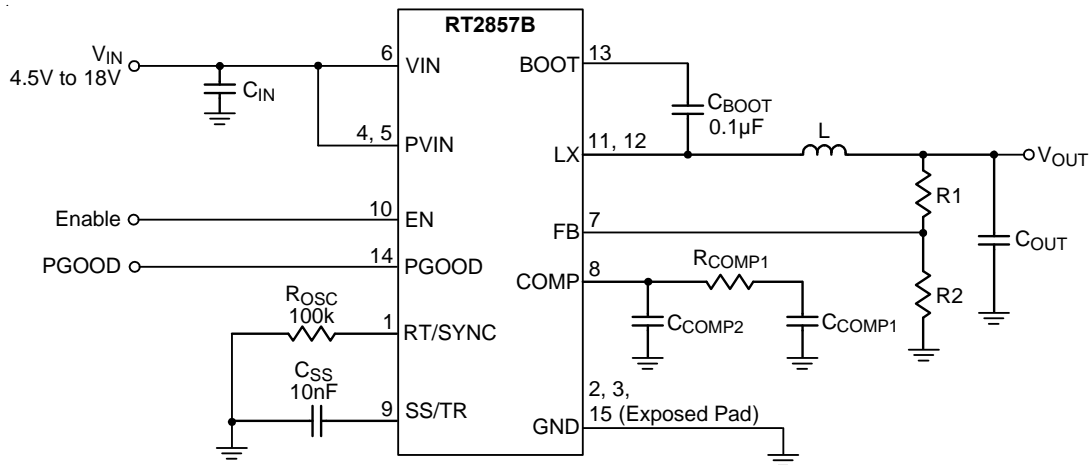 RT2857B
VIN
4.5V to 18V
CIN
6
VIN
4, 5
PVIN
Enable
10
EN
PGOOD
14
PGOOD
ROSC
100k
1
RT/SYNC
CSS
10nF
9
SS/TR
BOOT
13
CBOOT
0.1µF
LX
11, 12
L
VOUT
R1
FB
7
COUT
COMP
8
RCOMP1
R2
CCOMP2
CCOMP1
2, 3,
15 (Exposed Pad)
GND